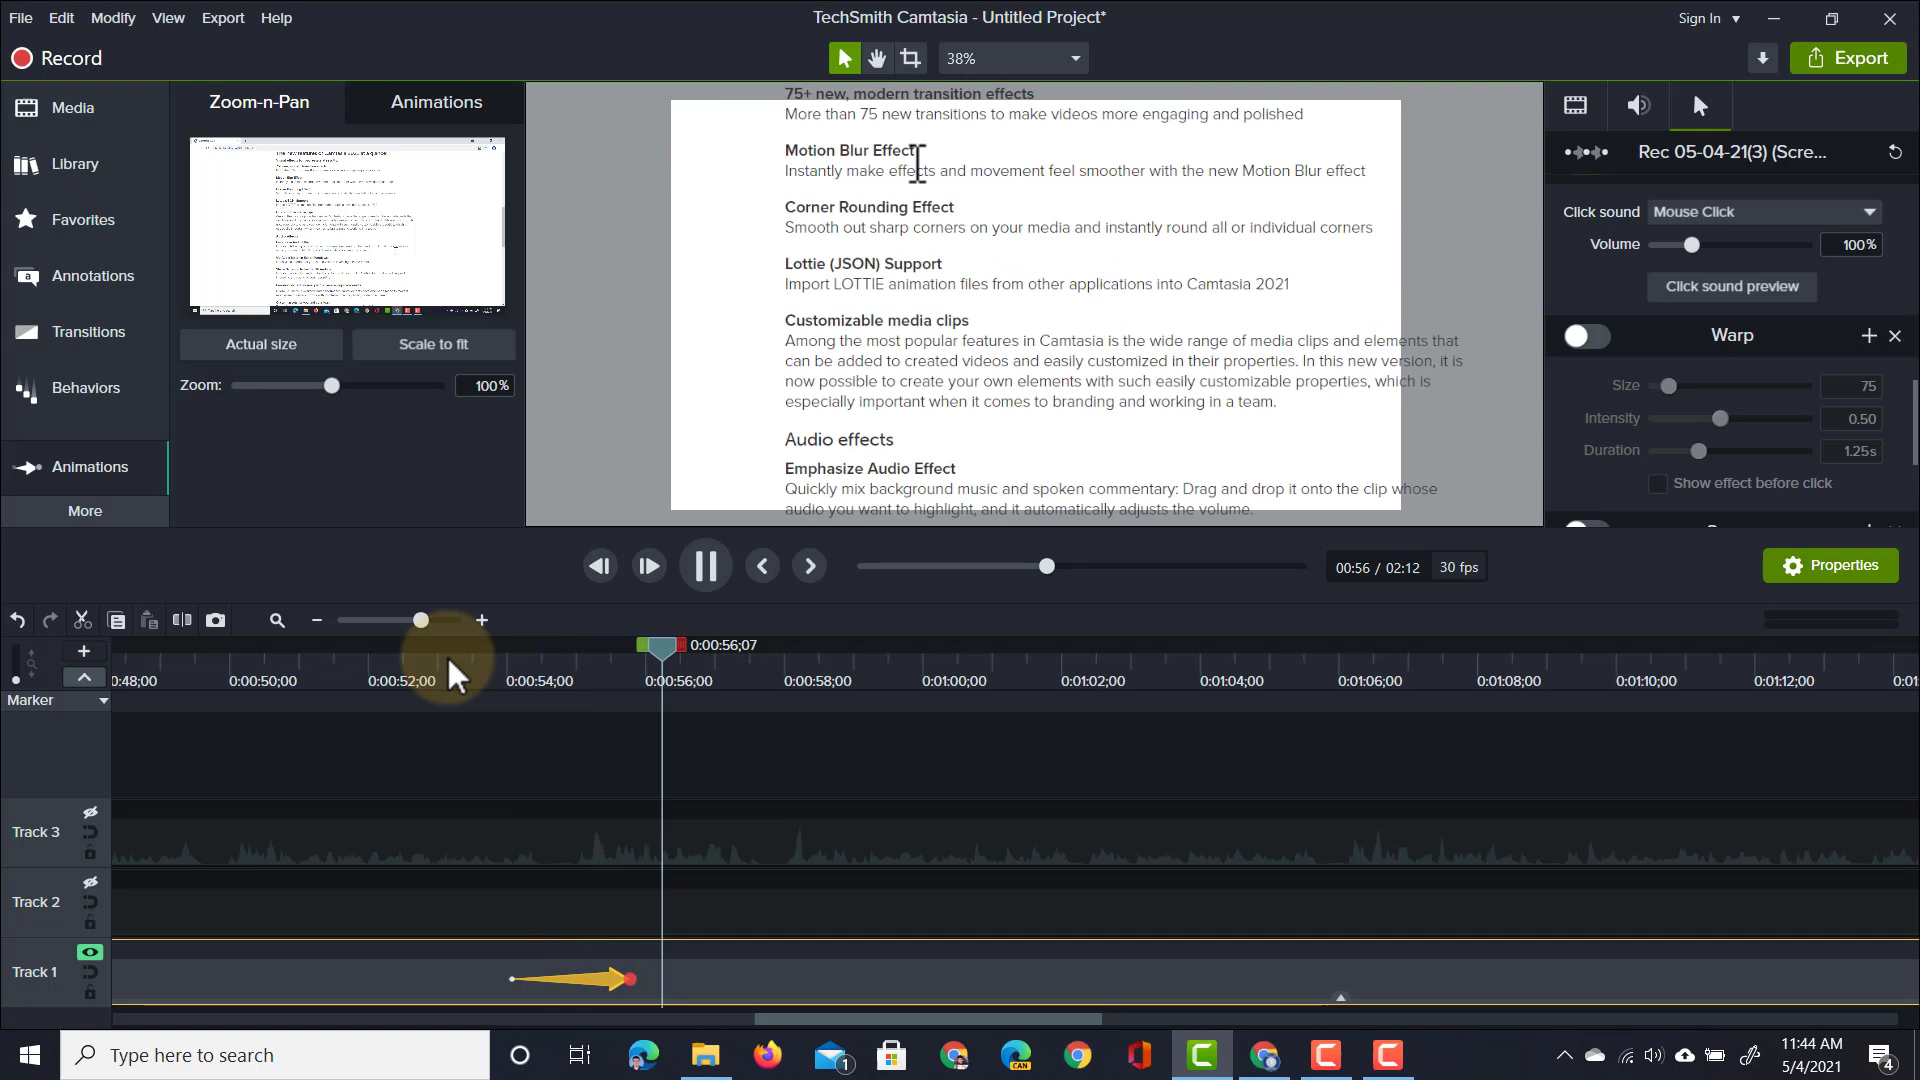 File Edit Modify View Export Help
TechSmith Camtasia - Untitled Project*
Sign In
Record
38%
Export
Media
Library
Favorites
Annotations
Transitions
Behaviors
Animations
More
Zoom-n-Pan
Animations
Actual size
Scale to fit
Zoom:
100%
75+ new, modern transition effects
More than 75 new transitions to make videos more engaging and polished
Motion Blur Effect
Instantly make effects and movement feel smoother with the new Motion Blur effect
Corner Rounding Effect
Smooth out sharp corners on your media and instantly round all or individual corners
Lottie (JSON) Support
Import LOTTIE animation files from other applications into Camtasia 2021
Customizable media clips
Among the most popular features in Camtasia is the wide range of media clips and elements that
can be added to created videos and easily customized in their properties. In this new version, it is
now possible to create your own elements with such easily customizable properties, which is
especially important when it comes to branding and working in a team.
Audio effects
Emphasize Audio Effect
Quickly mix background music and spoken commentary: Drag and drop it onto the clip whose
audio you want to highlight, and it automatically adjusts the volume.
Rec 05-04-21(3) (Scre...
Click sound Mouse Click
Volume 100%
Click sound preview
Warp
Size 75
Intensity 0.50
Duration 1.25s
Show effect before click
00:56 / 02:12 30 fps
Properties
0:00:56;07
0:48;00 0:00:50;00 0:00:52;00 0:00:54;00 0:00:56;00 0:00:58;00 0:01:00;00 0:01:02;00 0:01:04;00 0:01:06;00 0:01:08;00 0:01:10;00 0:01:12;00 0:01
Marker
Track 3
Track 2
Track 1
Type here to search
1
CAN
11:44 AM
5/4/2021
4